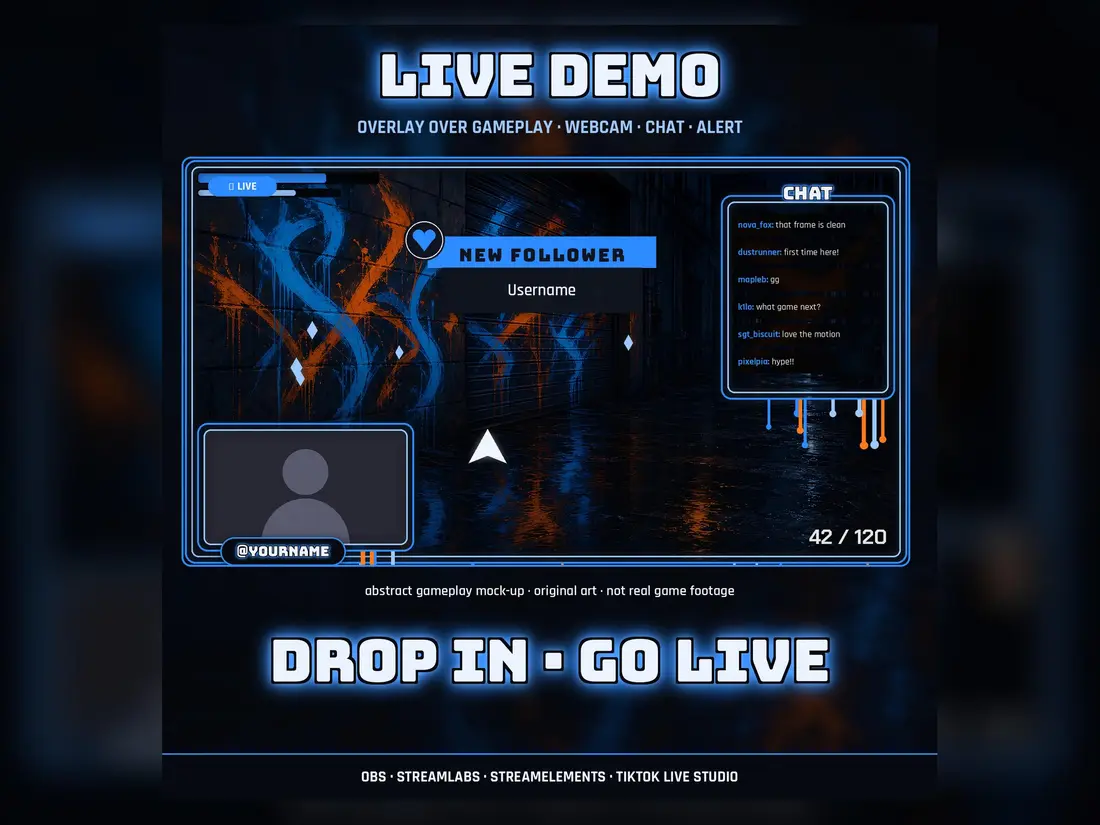 LIVE DEMO
OVERLAY OVER GAMEPLAY · WEBCAM · CHAT · ALERT
LIVE
CHAT
nova_fox: that frame is clean
dustrunner: first time here!
mapleb: gg
k1lo: what game next?
sgt_biscuit: love the motion
pixelpia: hype!!
NEW FOLLOWER
Username
@YOURNAME
42 / 120
abstract gameplay mock-up · original art · not real game footage
DROP IN · GO LIVE
OBS · STREAMLABS · STREAMELEMENTS · TIKTOK LIVE STUDIO